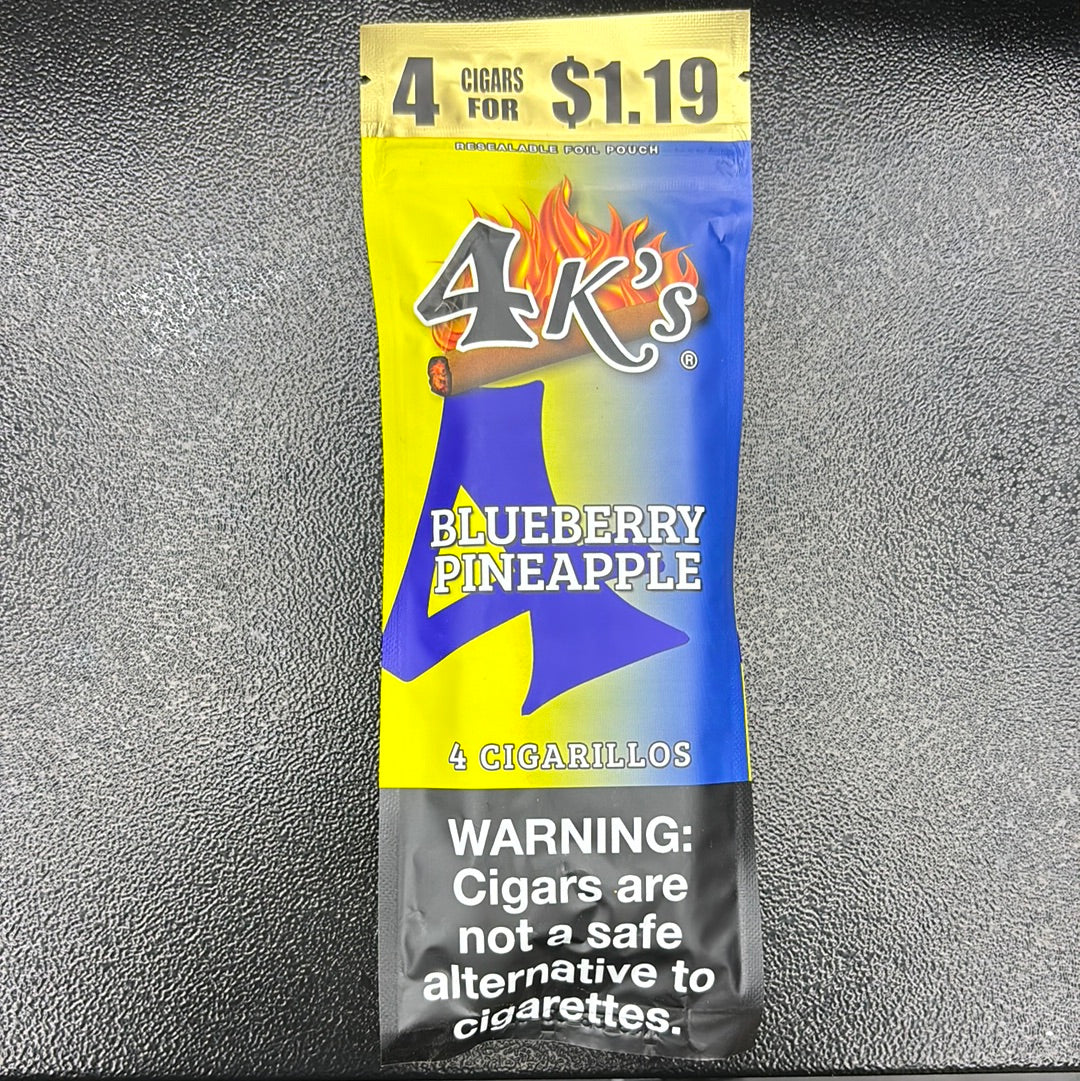 4 CIGARS FOR $1.19
RESEALABLE FOIL POUCH
4K's®
4
BLUEBERRY
PINEAPPLE
4 CIGARILLOS
WARNING:
Cigars are
not a safe
alternative to
cigarettes.